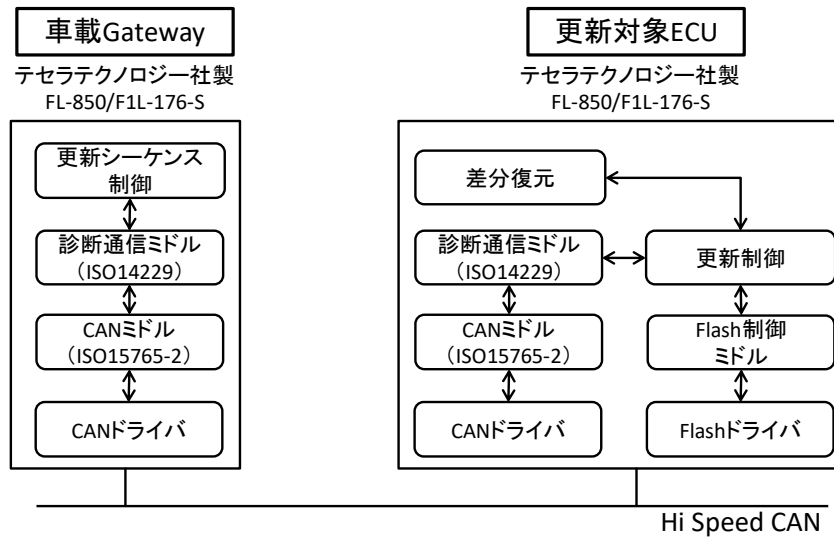 車載Gateway
テセラテクノロジー社製
FL-850/F1L-176-S
更新シーケンス
制御
診断通信ミドル
（ISO14229）
CANミドル
（ISO15765-2）
CANドライバ
更新対象ECU
テセラテクノロジー社製
FL-850/F1L-176-S
差分復元
診断通信ミドル
（ISO14229）
更新制御
CANミドル
（ISO15765-2）
Flash制御
ミドル
CANドライバ
Flashドライバ
Hi Speed CAN